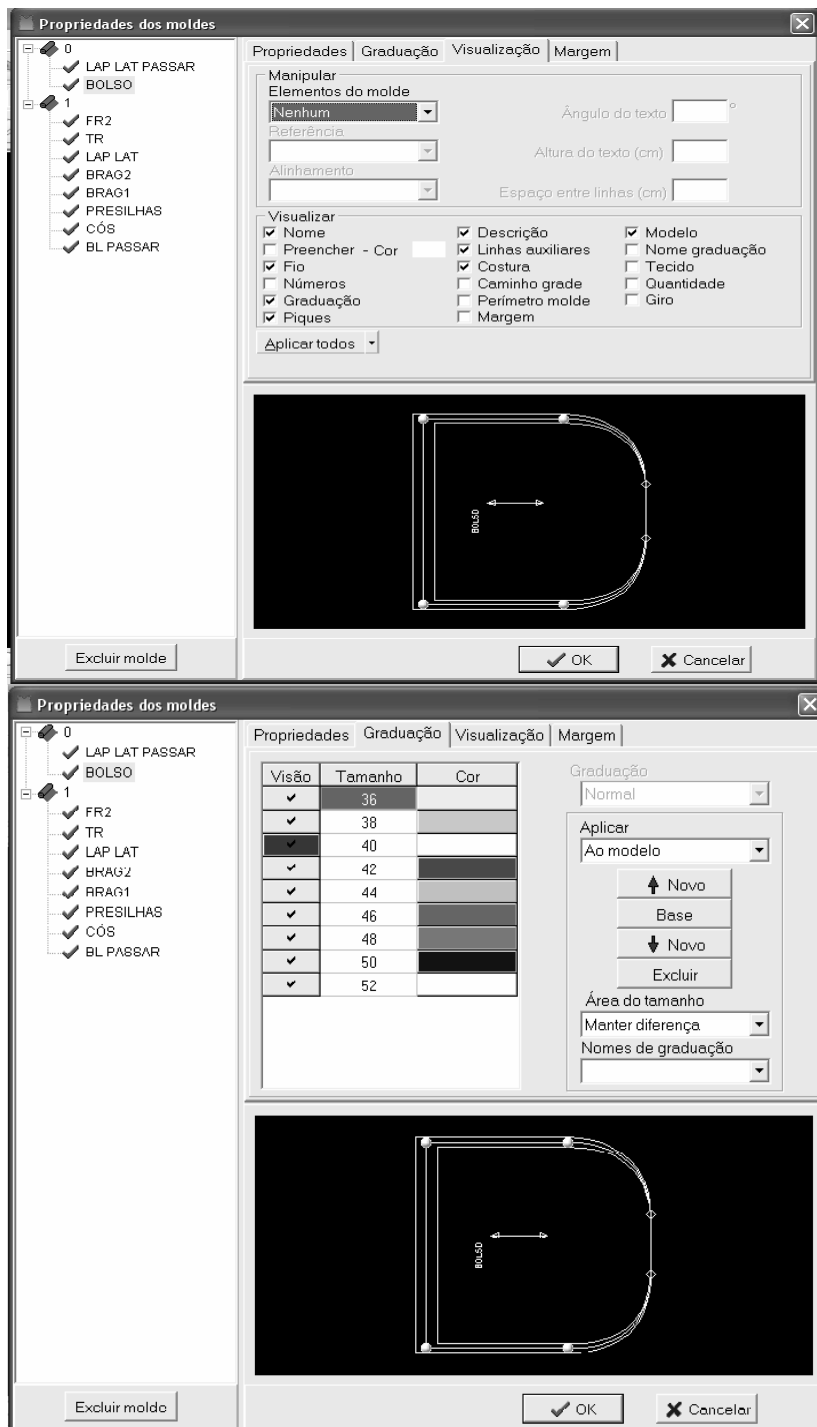 Propriedades dos moldes
0
LAP LAT PASSAR
BOLSO
1
FR2
TR
LAP LAT
BRAG2
BRAG1
PRESILHAS
CÓS
BL PASSAR
Excluir molde
Propriedades Graduação Visualização Margem
Manipular
Elementos do molde
Nenhum
Ângulo do texto °
Referência
Altura do texto (cm)
Alinhamento
Espaço entre linhas (cm)
Visualizar
Nome Descrição Modelo
Preencher - Cor Linhas auxiliares Nome graduação
Fio Costura Tecido
Números Caminho grade Quantidade
Graduação Perímetro molde Giro
Piques Margem
Aplicar todos
BOLSO
OK Cancelar
Propriedades dos moldes
0
LAP LAT PASSAR
BOLSO
1
FR2
TR
LAP LAT
BRAG2
BRAG1
PRESILHAS
CÓS
BL PASSAR
Excluir molde
Propriedades Graduação Visualização Margem
Visão Tamanho Cor
36
38
40
42
44
46
48
50
52
Graduação
Normal
Aplicar
Ao modelo
Novo
Base
Novo
Excluir
Área do tamanho
Manter diferença
Nomes de graduação
BOLSO
OK Cancelar